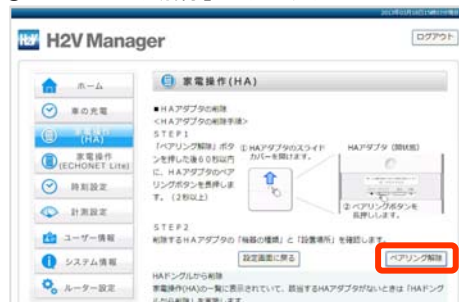 H2V Manager
ログアウト
ホーム
車の充電
家電操作
(HA)
家電操作
(ECHONET Lite)
時刻設定
計測設定
ユーザー情報
システム情報
ルーター設定
家電操作(HA)
■HAアダプタの削除
<HAアダプタの削除手順>
STEP1
「ペアリング解除」ボタ
ンを押した後60秒以内
に、HAアダプタのペア
リングボタンを長押しま
す。(2秒以上)
① HAアダプタのスライド
カバーを開けます。
HAアダプタ (開状態)
② ペアリングボタンを
長押しします。
STEP2
削除するHAアダプタの「機器の種類」と「設置場所」を確認します。
設定画面に戻る
ペアリング解除
HAドングルから削除
家電操作(HA)の一覧に表示されていて、該当するHAアダプタがないときは「HAドング
ルから削除」を実施します。